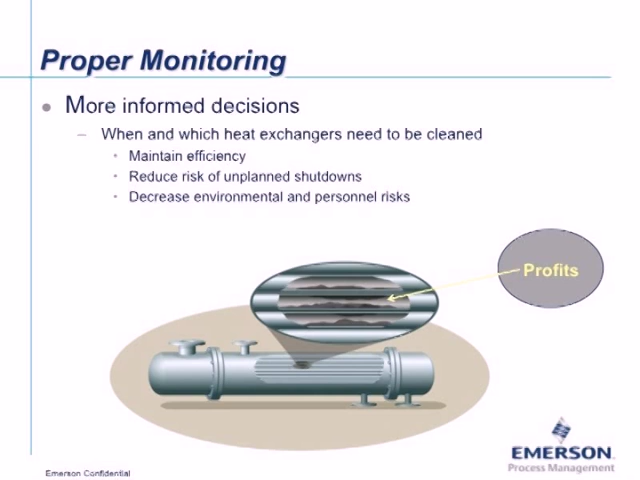 Proper Monitoring
More informed decisions
When and which heat exchangers need to be cleaned
Maintain efficiency
Reduce risk of unplanned shutdowns
Decrease environmental and personnel risks
Profits
EMERSON
Process Management
Emerson Confidential